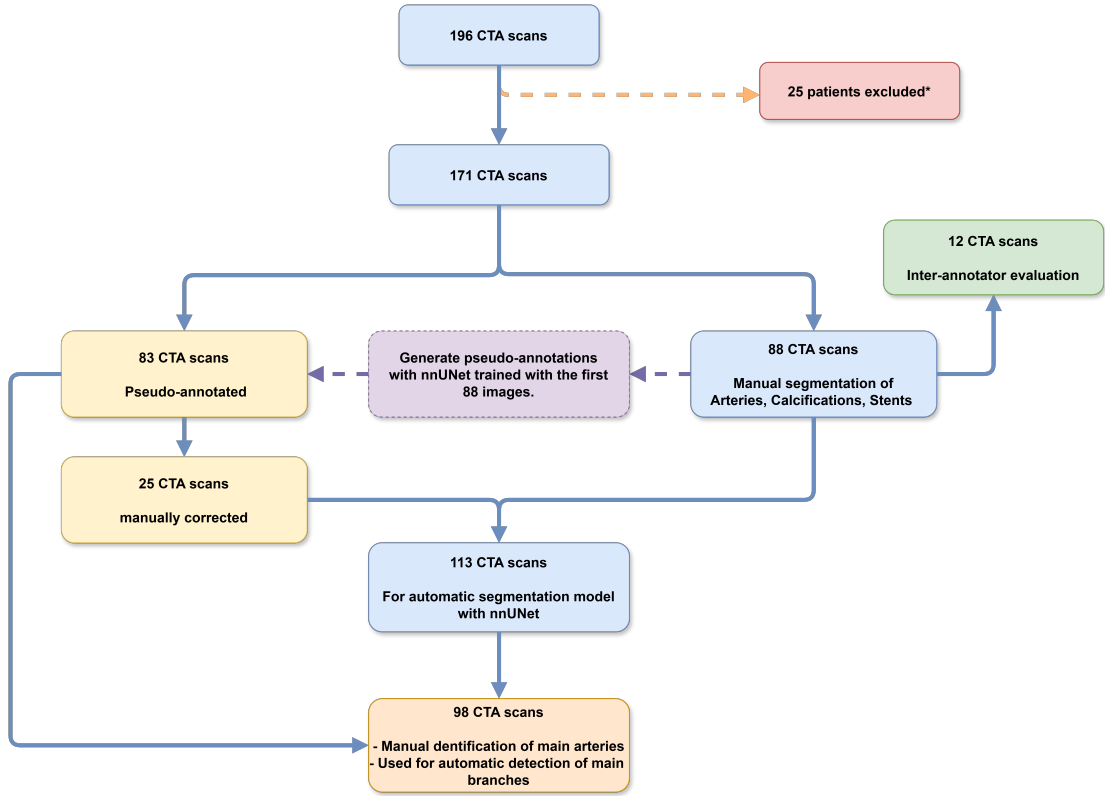 196 CTA scans
25 patients excluded*
171 CTA scans
12 CTA scans
Inter-annotator evaluation
83 CTA scans
Pseudo-annotated
Generate pseudo-annotations
with nnUNet trained with the first
88 images.
88 CTA scans
Manual segmentation of
Arteries, Calcifications, Stents
25 CTA scans
manually corrected
113 CTA scans
For automatic segmentation model
with nnUNet
98 CTA scans
- Manual dentification of main arteries
- Used for automatic detection of main
branches